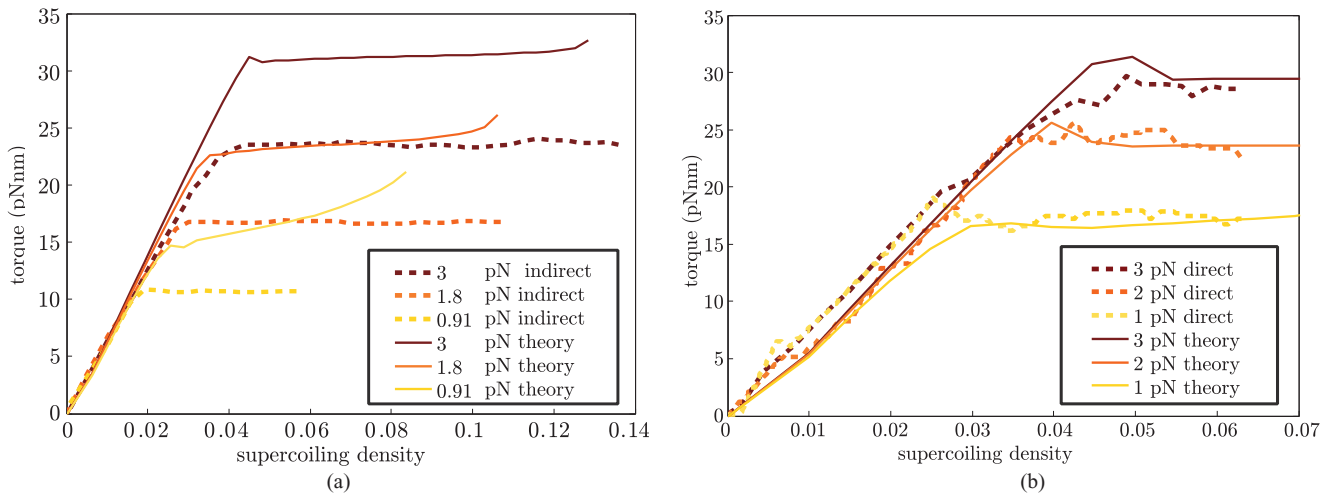 35
30
25
20
15
10
5
0
torque (pNnm)
3 pN indirect
1.8 pN indirect
0.91 pN indirect
3 pN theory
1.8 pN theory
0.91 pN theory
0 0.02 0.04 0.06 0.08 0.1 0.12 0.14
supercoiling density
(a)
35
30
25
20
15
10
5
0
torque (pNnm)
3 pN direct
2 pN direct
1 pN direct
3 pN theory
2 pN theory
1 pN theory
0 0.01 0.02 0.03 0.04 0.05 0.06 0.07
supercoiling density
(b)